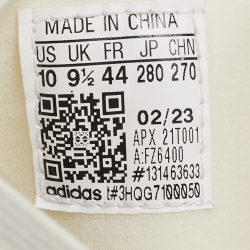 MADE IN CHINA
US UK FR JP CHN
10 9½ 44 280 270
02/23
APX 21T001
A:FZ6400
#131463633
adidas t#3HQG7100050